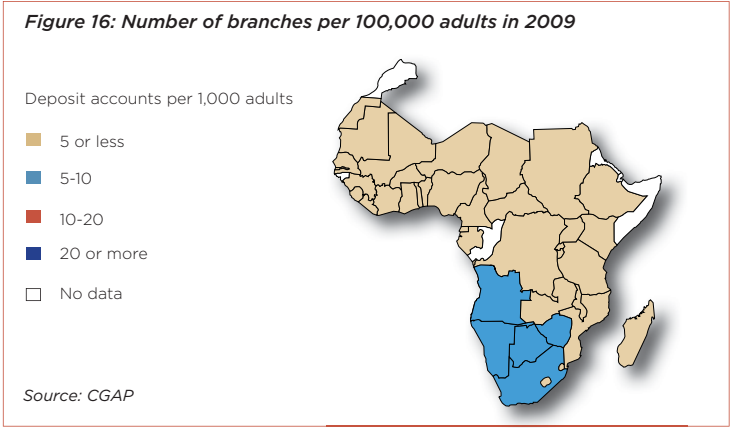 Figure 16: Number of branches per 100,000 adults in 2009
Deposit accounts per 1,000 adults
5 or less
5-10
10-20
20 or more
No data
Source: CGAP